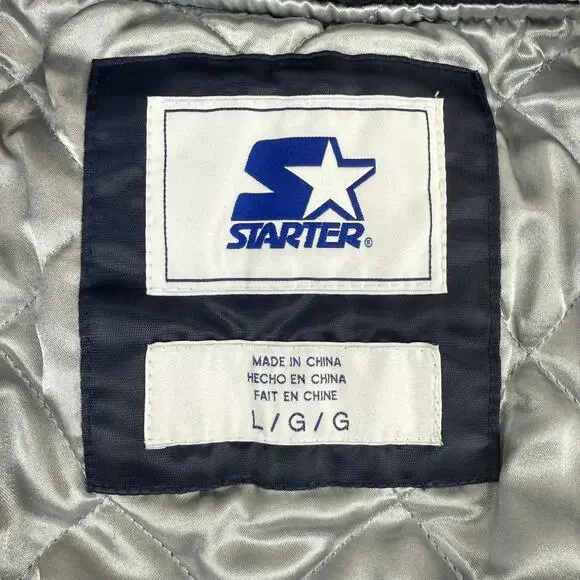 STARTER®
MADE IN CHINA
HECHO EN CHINA
FAIT EN CHINE
L/G/G